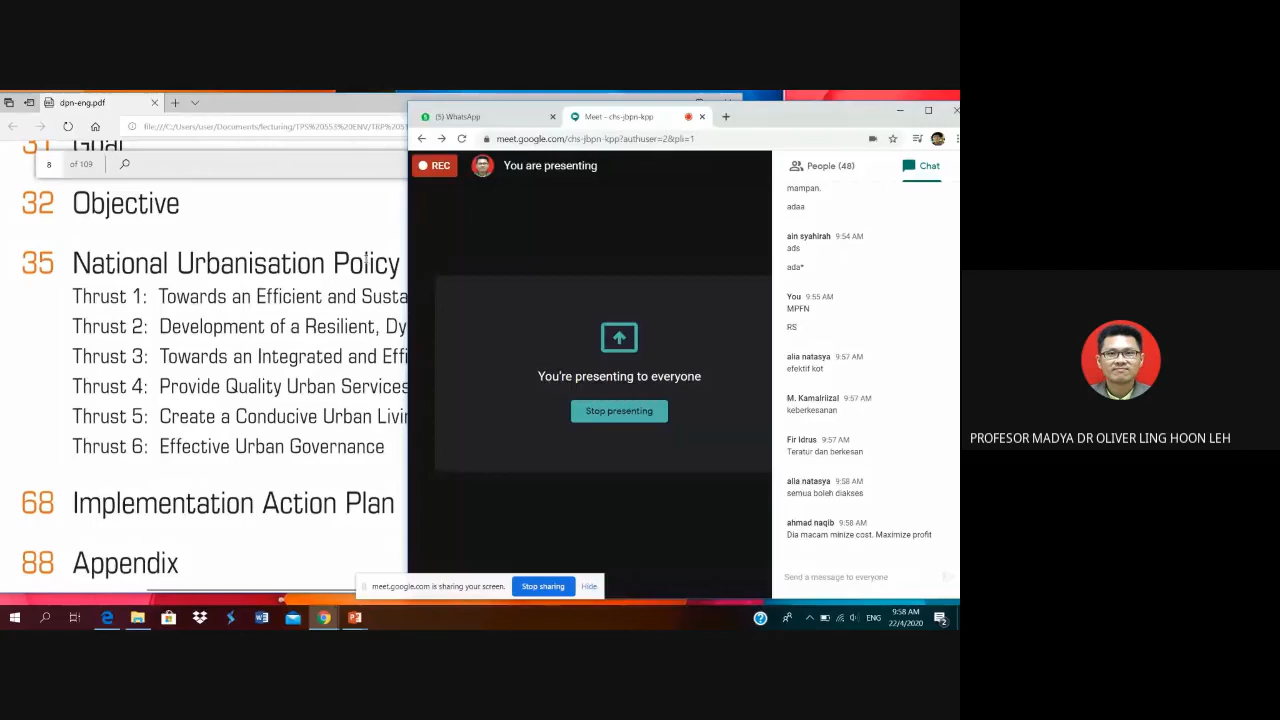 dpn-eng.pdf
8 of 109
31 Goal
32 Objective
35 National Urbanisation Policy
Thrust 1: Towards an Efficient and Susta
Thrust 2: Development of a Resilient, Dy
Thrust 3: Towards an Integrated and Effi
Thrust 4: Provide Quality Urban Services
Thrust 5: Create a Conducive Urban Livi
Thrust 6: Effective Urban Governance
68 Implementation Action Plan
88 Appendix
(5) WhatsApp
Meet - chs-jbpn-kpp
meet.google.com/chs-jbpn-kpp?authuser=2&pli=1
REC
You are presenting
You're presenting to everyone
Stop presenting
People (48)
Chat
mampan.
adaa
ain syahirah 9:54 AM
ads
ada*
You 9:55 AM
MPFN
RS
alia natasya 9:57 AM
efektif kot
M. Kamalriizal 9:57 AM
keberkesanan
Fir Idrus 9:57 AM
Teratur dan berkesan
alia natasya 9:58 AM
semua boleh diakses
ahmad naqib 9:58 AM
Dia macam minize cost. Maximize profit
Send a message to everyone
meet.google.com is sharing your screen.
Stop sharing
Hide
ENG
9:58 AM
22/4/2020
2
PROFESOR MADYA DR OLIVER LING HOON LEH